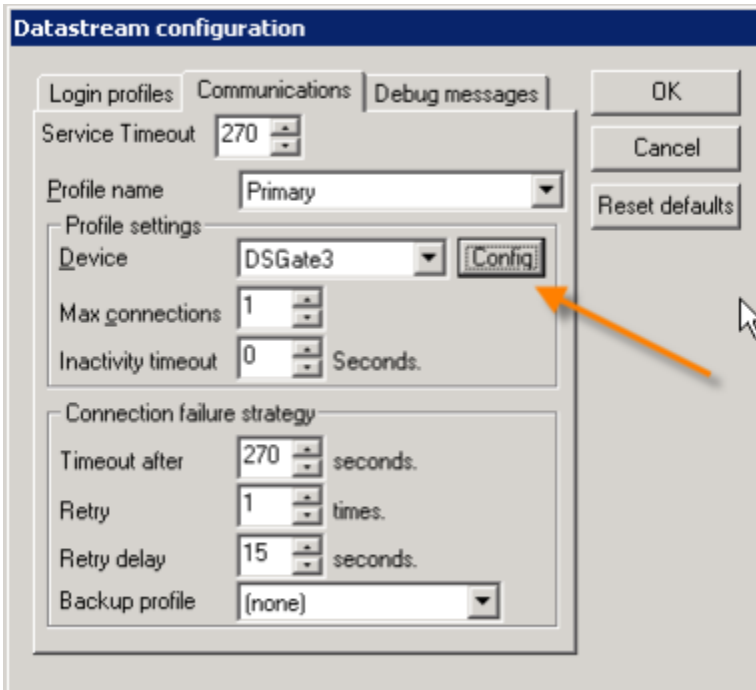 Datastream configuration
Login profiles Communications Debug messages OK
Service Timeout 270 Cancel
Profile name Primary Reset defaults
Profile settings
Device DSGate3 Config
Max connections 1
Inactivity timeout 0 Seconds.
Connection failure strategy
Timeout after 270 seconds.
Retry 1 times.
Retry delay 15 seconds.
Backup profile (none)